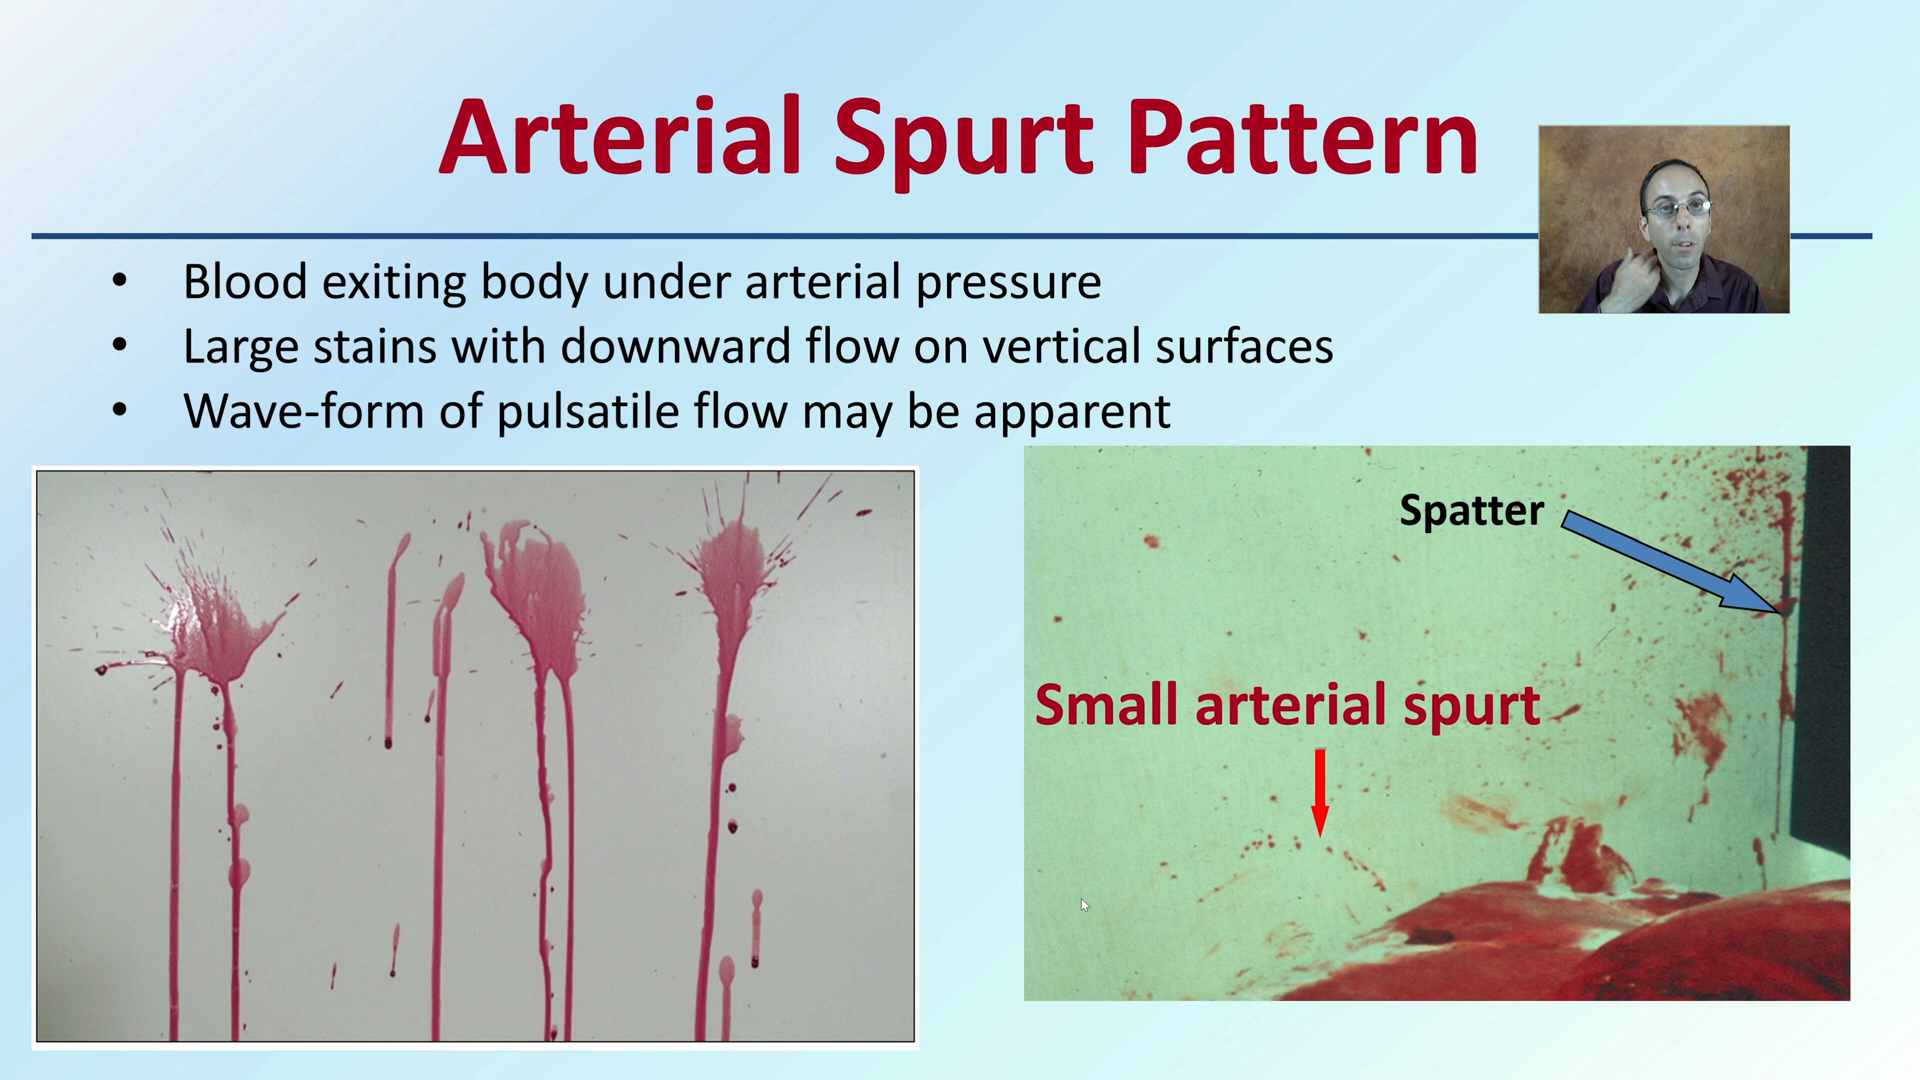 Arterial Spurt Pattern
• Blood exiting body under arterial pressure
• Large stains with downward flow on vertical surfaces
• Wave-form of pulsatile flow may be apparent
Spatter
Small arterial spurt